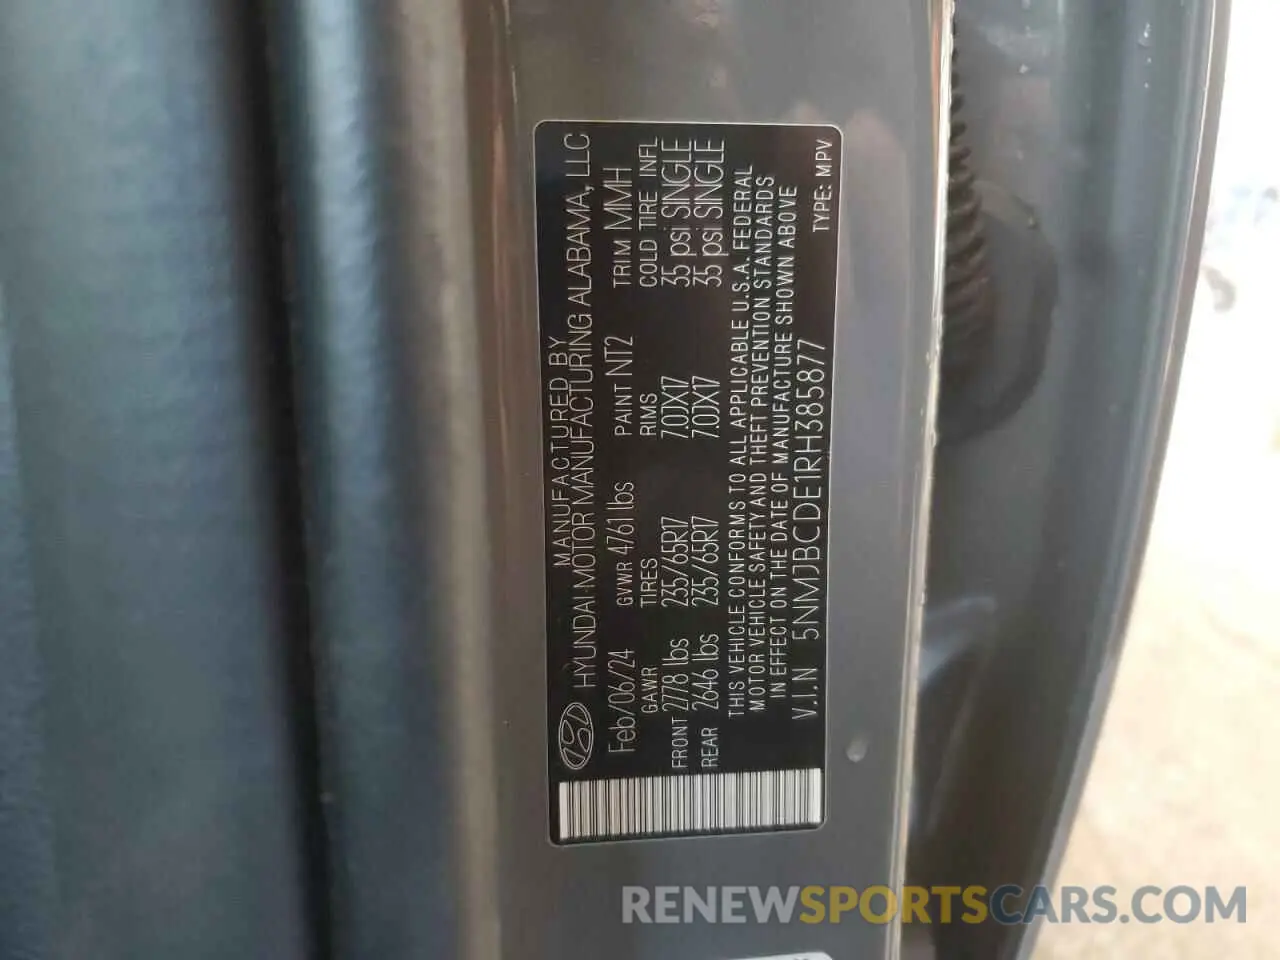 MANUFACTURED BY
HYUNDAI MOTOR MANUFACTURING ALABAMA, LLC
Feb/06/24 GVWR 4761 lbs PAINT NT2 TRIM MMH
GAWR TIRES RIMS COLD TIRE INFL
FRONT 2778 lbs 235/65R17 7.0JX17 35 psi SINGLE
REAR 2646 lbs 235/65R17 7.0JX17 35 psi SINGLE
THIS VEHICLE CONFORMS TO ALL APPLICABLE U.S.A. FEDERAL
MOTOR VEHICLE SAFETY AND THEFT PREVENTION STANDARDS
IN EFFECT ON THE DATE OF MANUFACTURE SHOWN ABOVE
V.I.N 5NMJBCDE1RH385877 TYPE: MPV
RENEWSPORTSCARS.COM